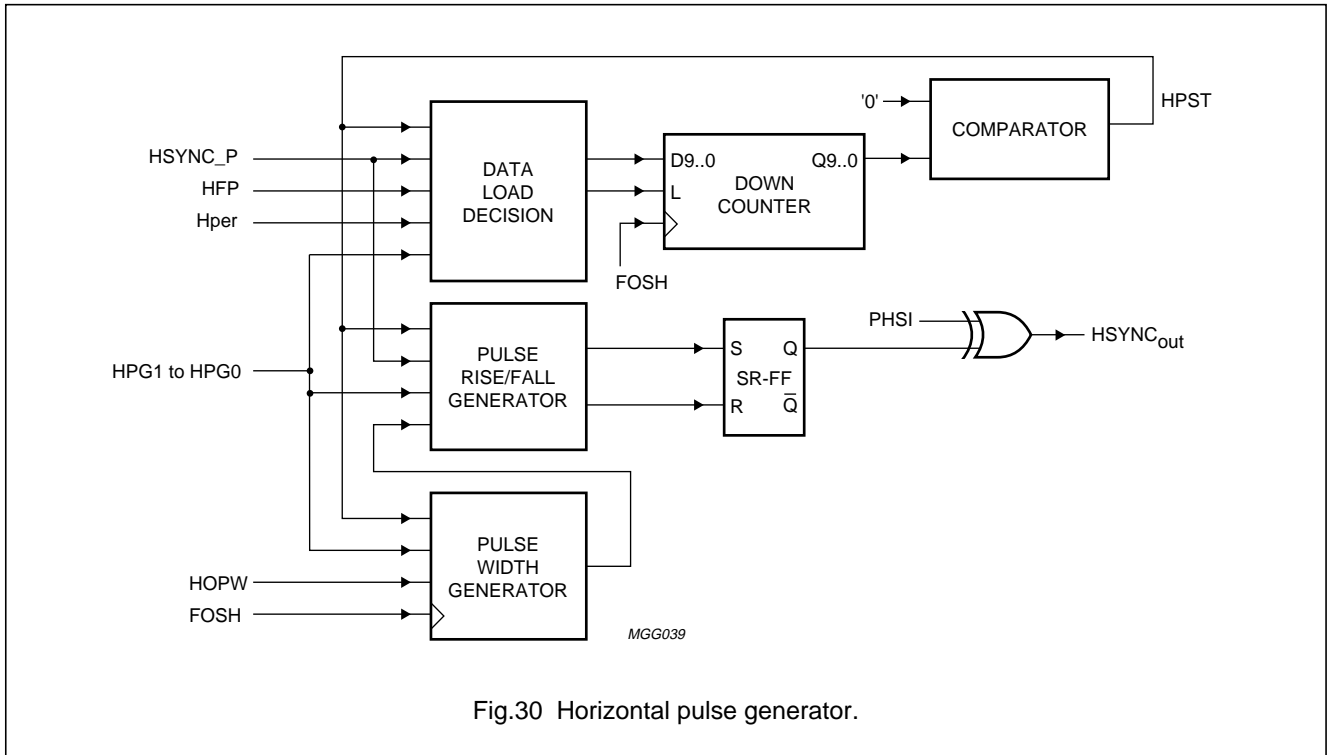 '0'
COMPARATOR
HPST
HSYNC_P
HFP
Hper
DATA
LOAD
DECISION
D9..0
Q9..0
L
DOWN
COUNTER
FOSH
HPG1 to HPG0
PULSE
RISE/FALL
GENERATOR
S
Q
SR-FF
R
Q̅
PHSI
HSYNCout
HOPW
FOSH
PULSE
WIDTH
GENERATOR
MGG039
Fig.30 Horizontal pulse generator.